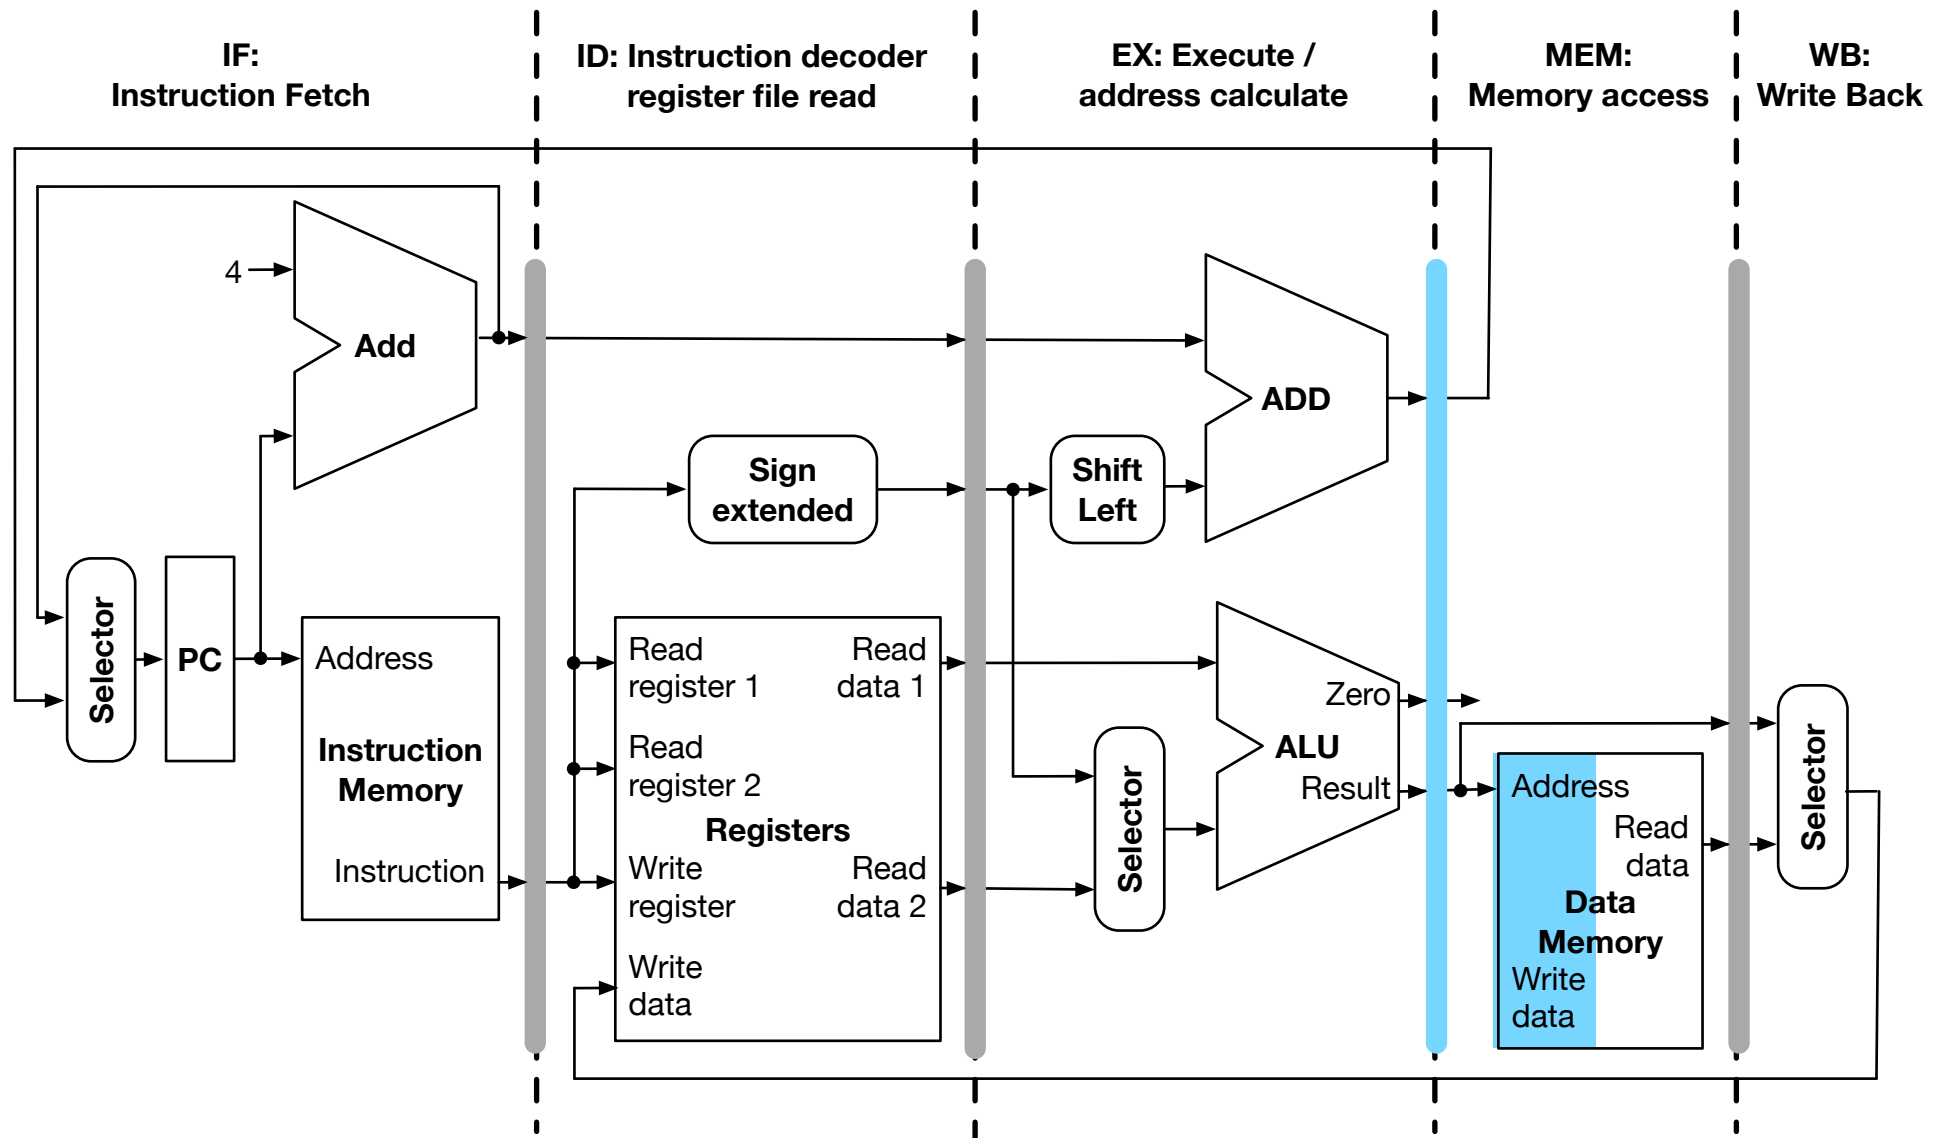 IF:
Instruction Fetch
ID: Instruction decoder
register file read
EX: Execute /
address calculate
MEM:
Memory access
WB:
Write Back
4
Add
ADD
Sign
extended
Shift
Left
Selector
PC
Address
Instruction
Memory
Instruction
Read
register 1
Read
data 1
Read
register 2
Registers
Write
register
Read
data 2
Write
data
Selector
Zero
ALU
Result
Address
Read
data
Data
Memory
Write
data
Selector